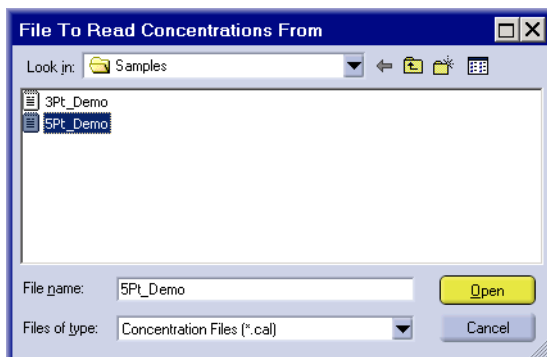 File To Read Concentrations From
Look in: Samples
3Pt_Demo
5Pt_Demo
File name: 5Pt_Demo Open
Files of type: Concentration Files (*.cal) Cancel